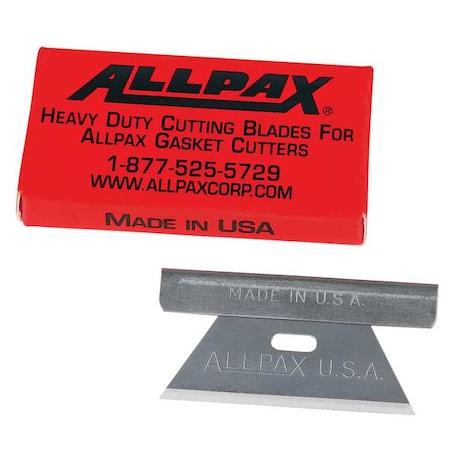 ALLPAX®
HEAVY DUTY CUTTING BLADES FOR
ALLPAX GASKET CUTTERS
1-877-525-5729
WWW.ALLPAXCORP.COM
MADE IN USA
MADE IN U.S.A.
ALLPAX U.S.A.